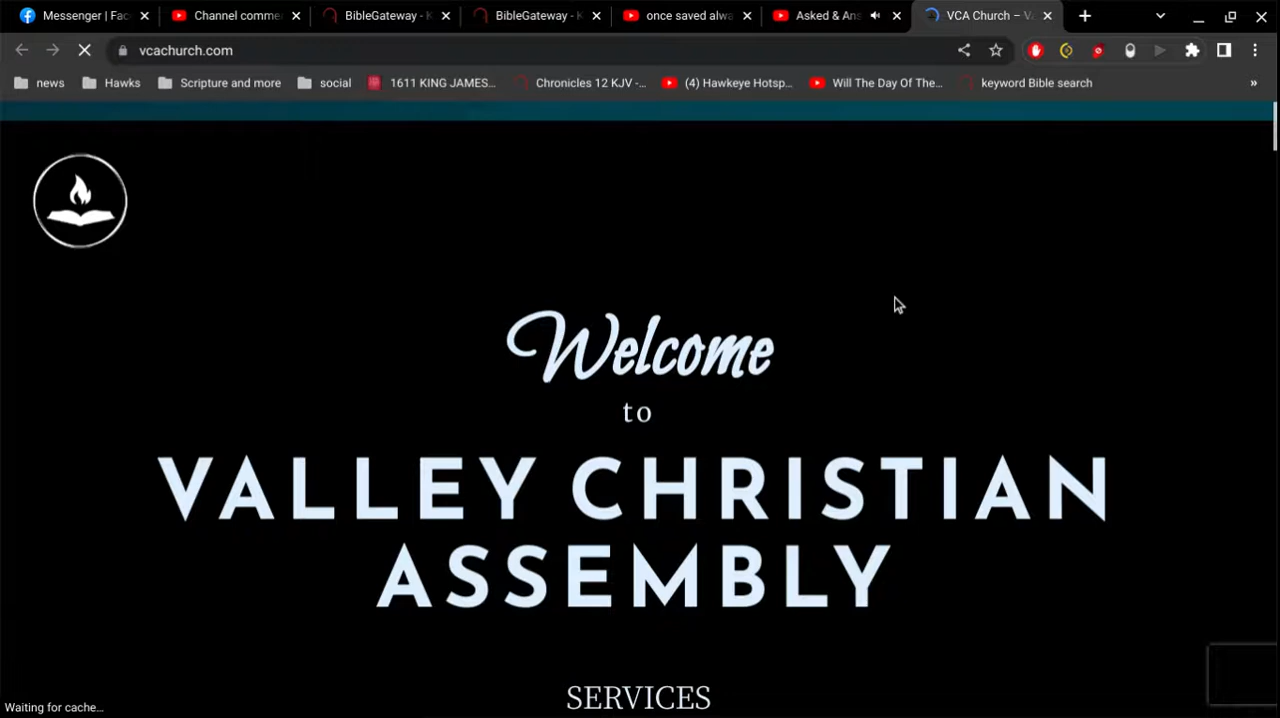 Messenger | Fac
Channel comme
BibleGateway - K
BibleGateway - K
once saved alwa
Asked & Ans
VCA Church – Va
vcachurch.com
news
Hawks
Scripture and more
social
1611 KING JAMES...
Chronicles 12 KJV -...
(4) Hawkeye Hotsp...
Will The Day Of The...
keyword Bible search
»
Welcome
to
VALLEY CHRISTIAN
ASSEMBLY
SERVICES
Waiting for cache...